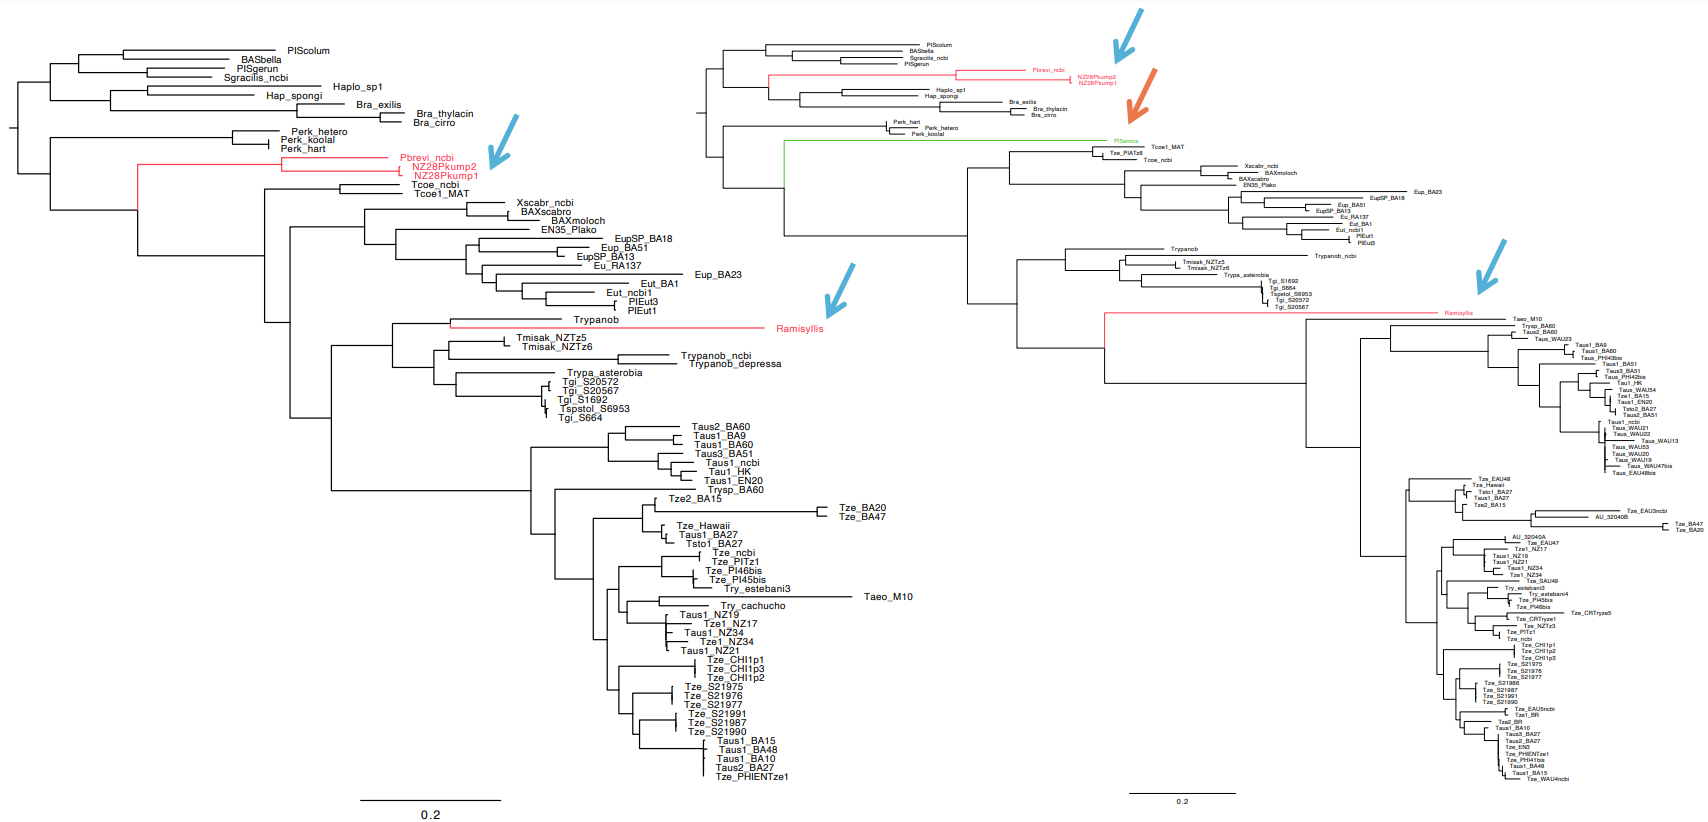 PIScolum
BASbella
PISgerun
Sgracilis_ncbi
Haplo_sp1
Hap_spongi
Bra_exilis
Bra_thylacin
Bra_cirro
Perk_hetero
Perk_koolal
Perk_hart
Pbrevi_ncbi
NZ28Pkump2
NZ28Pkump1
Tcoe_ncbi
Tcoe1_MAT
Xscabr_ncbi
BAXscabro
BAXmoloch
EN35_Plako
EupSP_BA18
Eup_BA51
EupSP_BA13
Eu_RA137
Eup_BA23
Eut_BA1
Eut_ncbi1
PIEut3
PIEut1
Trypanob
Ramisyllis
Tmisak_NZTz5
Tmisak_NZTz6
Trypanob_ncbi
Trypanob_depressa
Trypa_asterobia
Tgi_S20572
Tgi_S20567
Tgi_S1692
Tspstol_S6953
Tgi_S664
Taus2_BA60
Taus1_BA9
Taus1_BA60
Taus3_BA51
Taus1_ncbi
Tau1_HK
Taus1_EN20
Trysp_BA60
Tze2_BA15
Tze_BA20
Tze_BA47
Tze_Hawaii
Taus1_BA27
Tsto1_BA27
Tze_ncbi
Tze_PITz1
Tze_PI46bis
Tze_PI45bis
Try_estebani3
Taeo_M10
Try_cachucho
Taus1_NZ19
Tze1_NZ17
Taus1_NZ34
Tze1_NZ34
Taus1_NZ21
Tze_CHI1p1
Tze_CHI1p3
Tze_CHI1p2
Tze_S21975
Tze_S21976
Tze_S21977
Tze_S21991
Tze_S21987
Tze_S21990
Taus1_BA15
Taus1_BA48
Taus1_BA10
Taus2_BA27
Tze_PHIENTze1
0.2
PIScolum
BASbella
Sgracilis_ncbi
PISgerun
Pbrevi_ncbi
NZ28Pkump2
NZ28Pkump1
Haplo_sp1
Hap_spongi
Bra_exilis
Bra_thylacin
Bra_cirro
Perk_hart
Perk_hetero
Perk_koolal
Tcoe1_MAT
Tze_PIATz8
Tcoe_ncbi
Xscabr_ncbi
BAXmoloch
BAXscabro
EN35_Plako
Eup_BA23
EupSP_BA18
Eup_BA51
EupSP_BA13
Eu_RA137
Eut_BA1
Eut_ncbi1
PIEut1
PIEut3
Trypanob
Trypanob_ncbi
Tmisak_NZTz5
Tmisak_NZTz6
Trypa_asterobia
Tgi_S1692
Tgi_S664
Tspstol_S6953
Tgi_S20572
Tgi_S20567
Ramisyllis
Taeo_M10
Trysp_BA60
Taus2_BA60
Taus_WAU23
Taus1_BA9
Taus1_BA60
Taus_PHI43bis
Taus1_BA51
Taus3_BA51
Taus_PHI42bis
Tau1_HK
Taus_WAU54
Tze1_BA15
Taus1_EN20
Tsto2_BA27
Taus2_BA51
Taus1_ncbi
Taus_WAU21
Taus_WAU22
Taus_WAU13
Taus_WAU53
Taus_WAU20
Taus_WAU19
Taus_WAU47bis
Taus_EAU48bis
Tze_EAU48
Tze_Hawaii
Tsto1_BA27
Taus1_BA27
Tze2_BA15
Tze_EAU3ncbi
AU_32040B
Tze_BA47
Tze_BA20
AU_32040A
Tze_EAU47
Tze1_NZ17
Taus1_NZ19
Taus1_NZ21
Taus1_NZ34
Tze1_NZ34
Tze_SAU49
Try_estebani3
Try_estebani4
Tze_PI45bis
Tze_PI46bis
Tze_CRTryze5
Tze_CRTryze1
Tze_NZTz3
Tze_PITz1
Tze_ncbi
Tze_CHI1p1
Tze_CHI1p2
Tze_CHI1p3
Tze_S21975
Tze_S21976
Tze_S21977
Tze_S21986
Tze_S21987
Tze_S21991
Tze_S21990
Tze_EAU5ncbi
Tze1_BR
Tze2_BR
Taus1_BA10
Taus3_BA27
Taus2_BA27
Tze_EN3
Tze_PHIENTze1
Tze_PHI41bis
Taus1_BA48
Taus1_BA15
Tze_WAU4ncbi
0.2